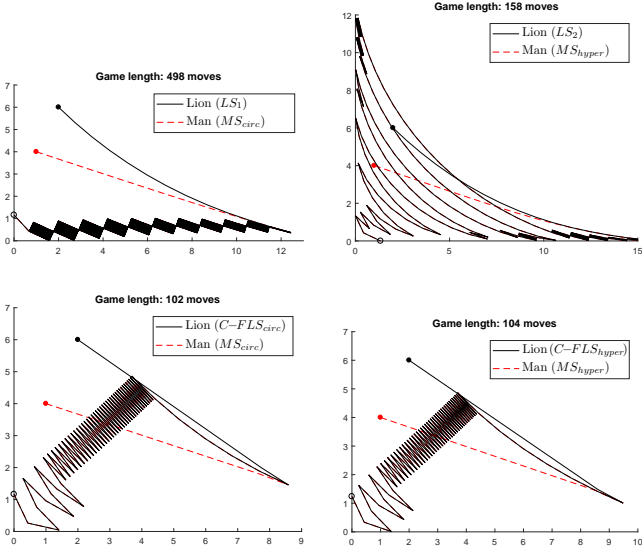 Game length: 498 moves
Lion (LS_1)
Man (MS_circ)
7
6
5
4
3
2
1
0
0 2 4 6 8 10 12
Game length: 158 moves
Lion (LS_2)
Man (MS_hyper)
12
10
8
6
4
2
0
0 5 10 15
Game length: 102 moves
Lion (C-FLS_circ)
Man (MS_circ)
7
6
5
4
3
2
1
0
0 1 2 3 4 5 6 7 8 9
Game length: 104 moves
Lion (C-FLS_hyper)
Man (MS_hyper)
7
6
5
4
3
2
1
0
0 1 2 3 4 5 6 7 8 9 10